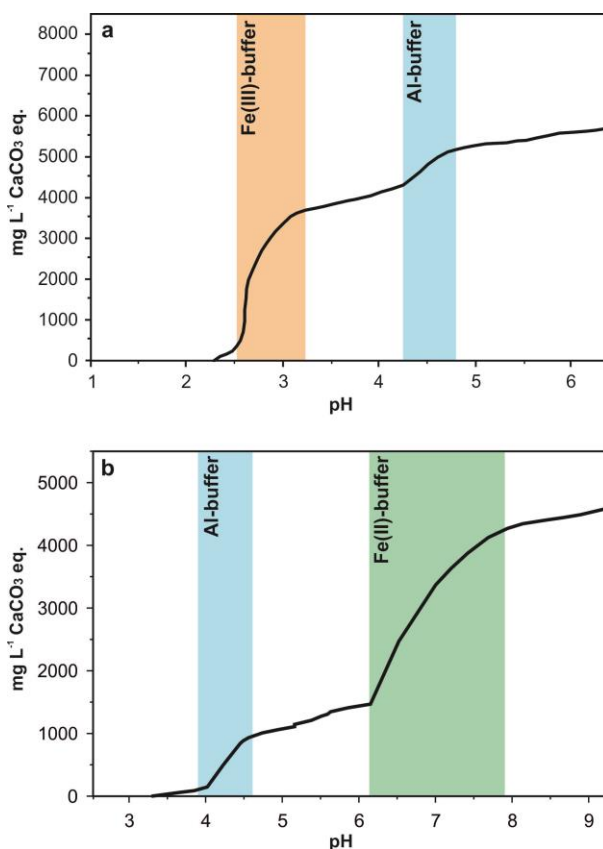 a
Fe(III)-buffer
Al-buffer
mg L⁻¹ CaCO₃ eq.
8000
7000
6000
5000
4000
3000
2000
1000
0
1 2 3 4 5 6
pH
b
Al-buffer
Fe(II)-buffer
mg L⁻¹ CaCO₃ eq.
5000
4000
3000
2000
1000
0
3 4 5 6 7 8 9
pH